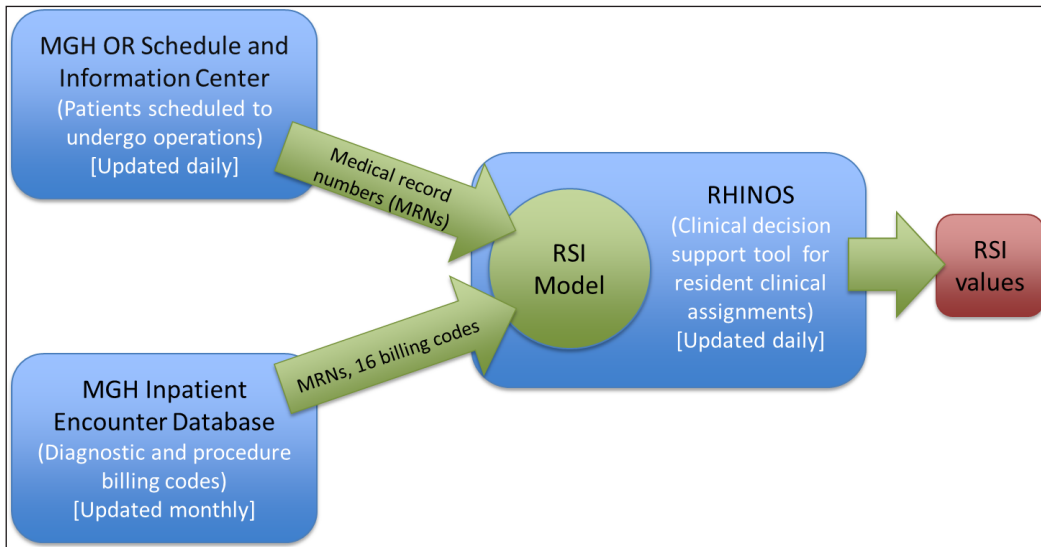 MGH OR Schedule and
Information Center
(Patients scheduled to
undergo operations)
[Updated daily]
Medical record
numbers (MRNs)
RSI
Model
RHINOS
(Clinical decision
support tool for
resident clinical
assignments)
[Updated daily]
RSI
values
MRNs, 16 billing codes
MGH Inpatient
Encounter Database
(Diagnostic and procedure
billing codes)
[Updated monthly]